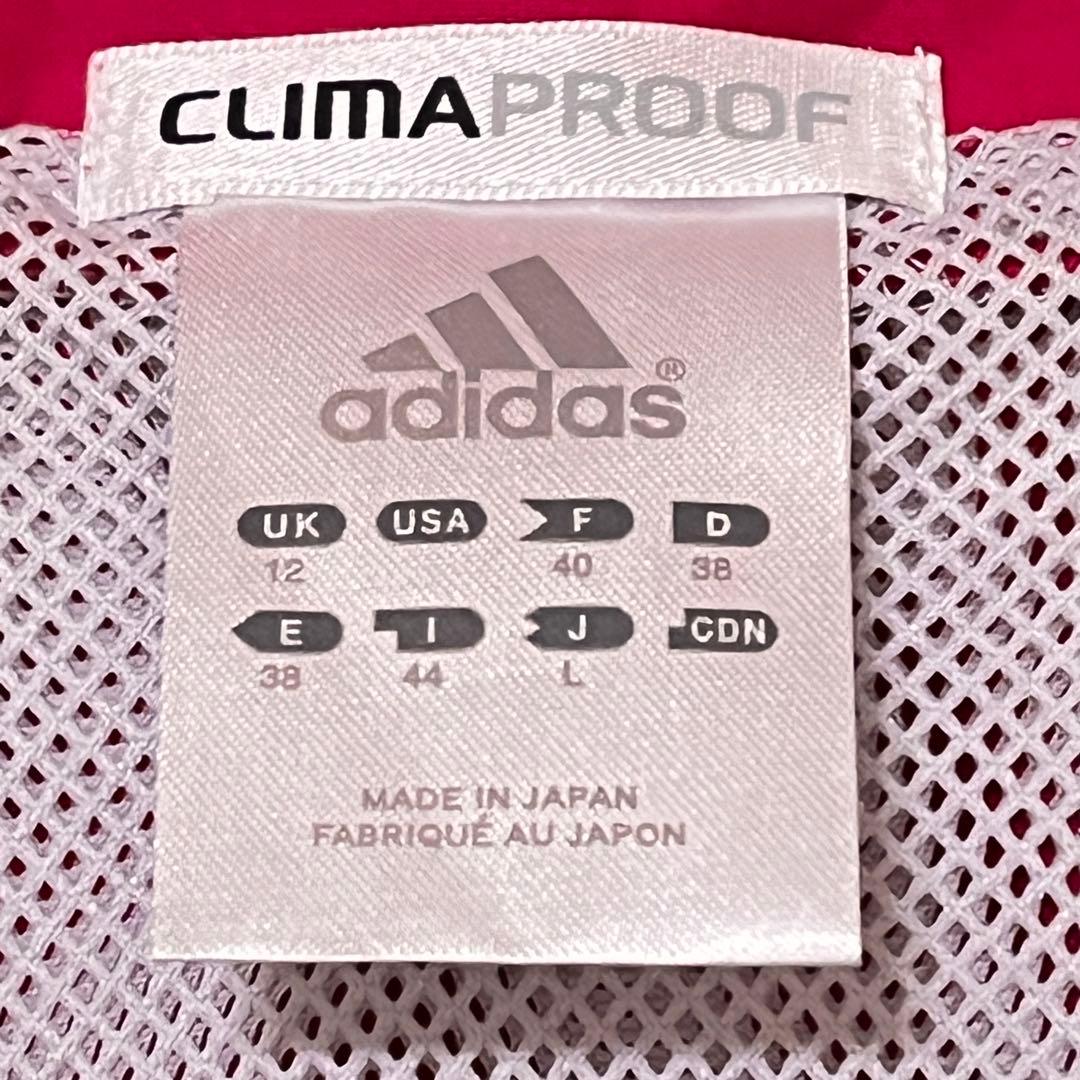 CLIMAPROOF
adidas®
UK USA F D
12 40 38
E I J CDN
38 44 L
MADE IN JAPAN
FABRIQUÉ AU JAPON